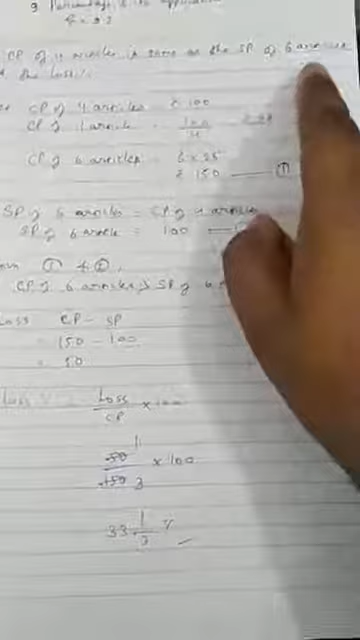 9 Percentage & its application
CP of 4 articles is same as the SP of 6 articles
the loss %.
CP of 4 articles = ₹ 100
CP of 1 article = 100/4 = ₹ 25
CP of 6 articles = 6 × 25
₹ 150 —— ①
SP of 6 articles = CP of 4 articles
SP of 6 article = 100 ——
① & ②,
CP of 6 articles > SP of 6
Loss CP - SP
= 150 - 100
= 50
Loss % Loss/CP × 100
50 1/150 3 × 100
33 1/3 %